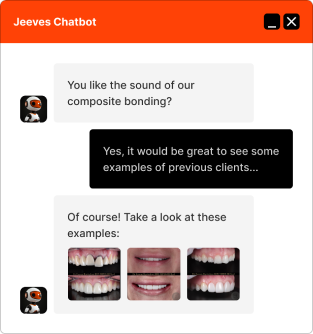 Jeeves Chatbot
You like the sound of our
composite bonding?
Yes, it would be great to see some
examples of previous clients...
Of course! Take a look at these
examples: